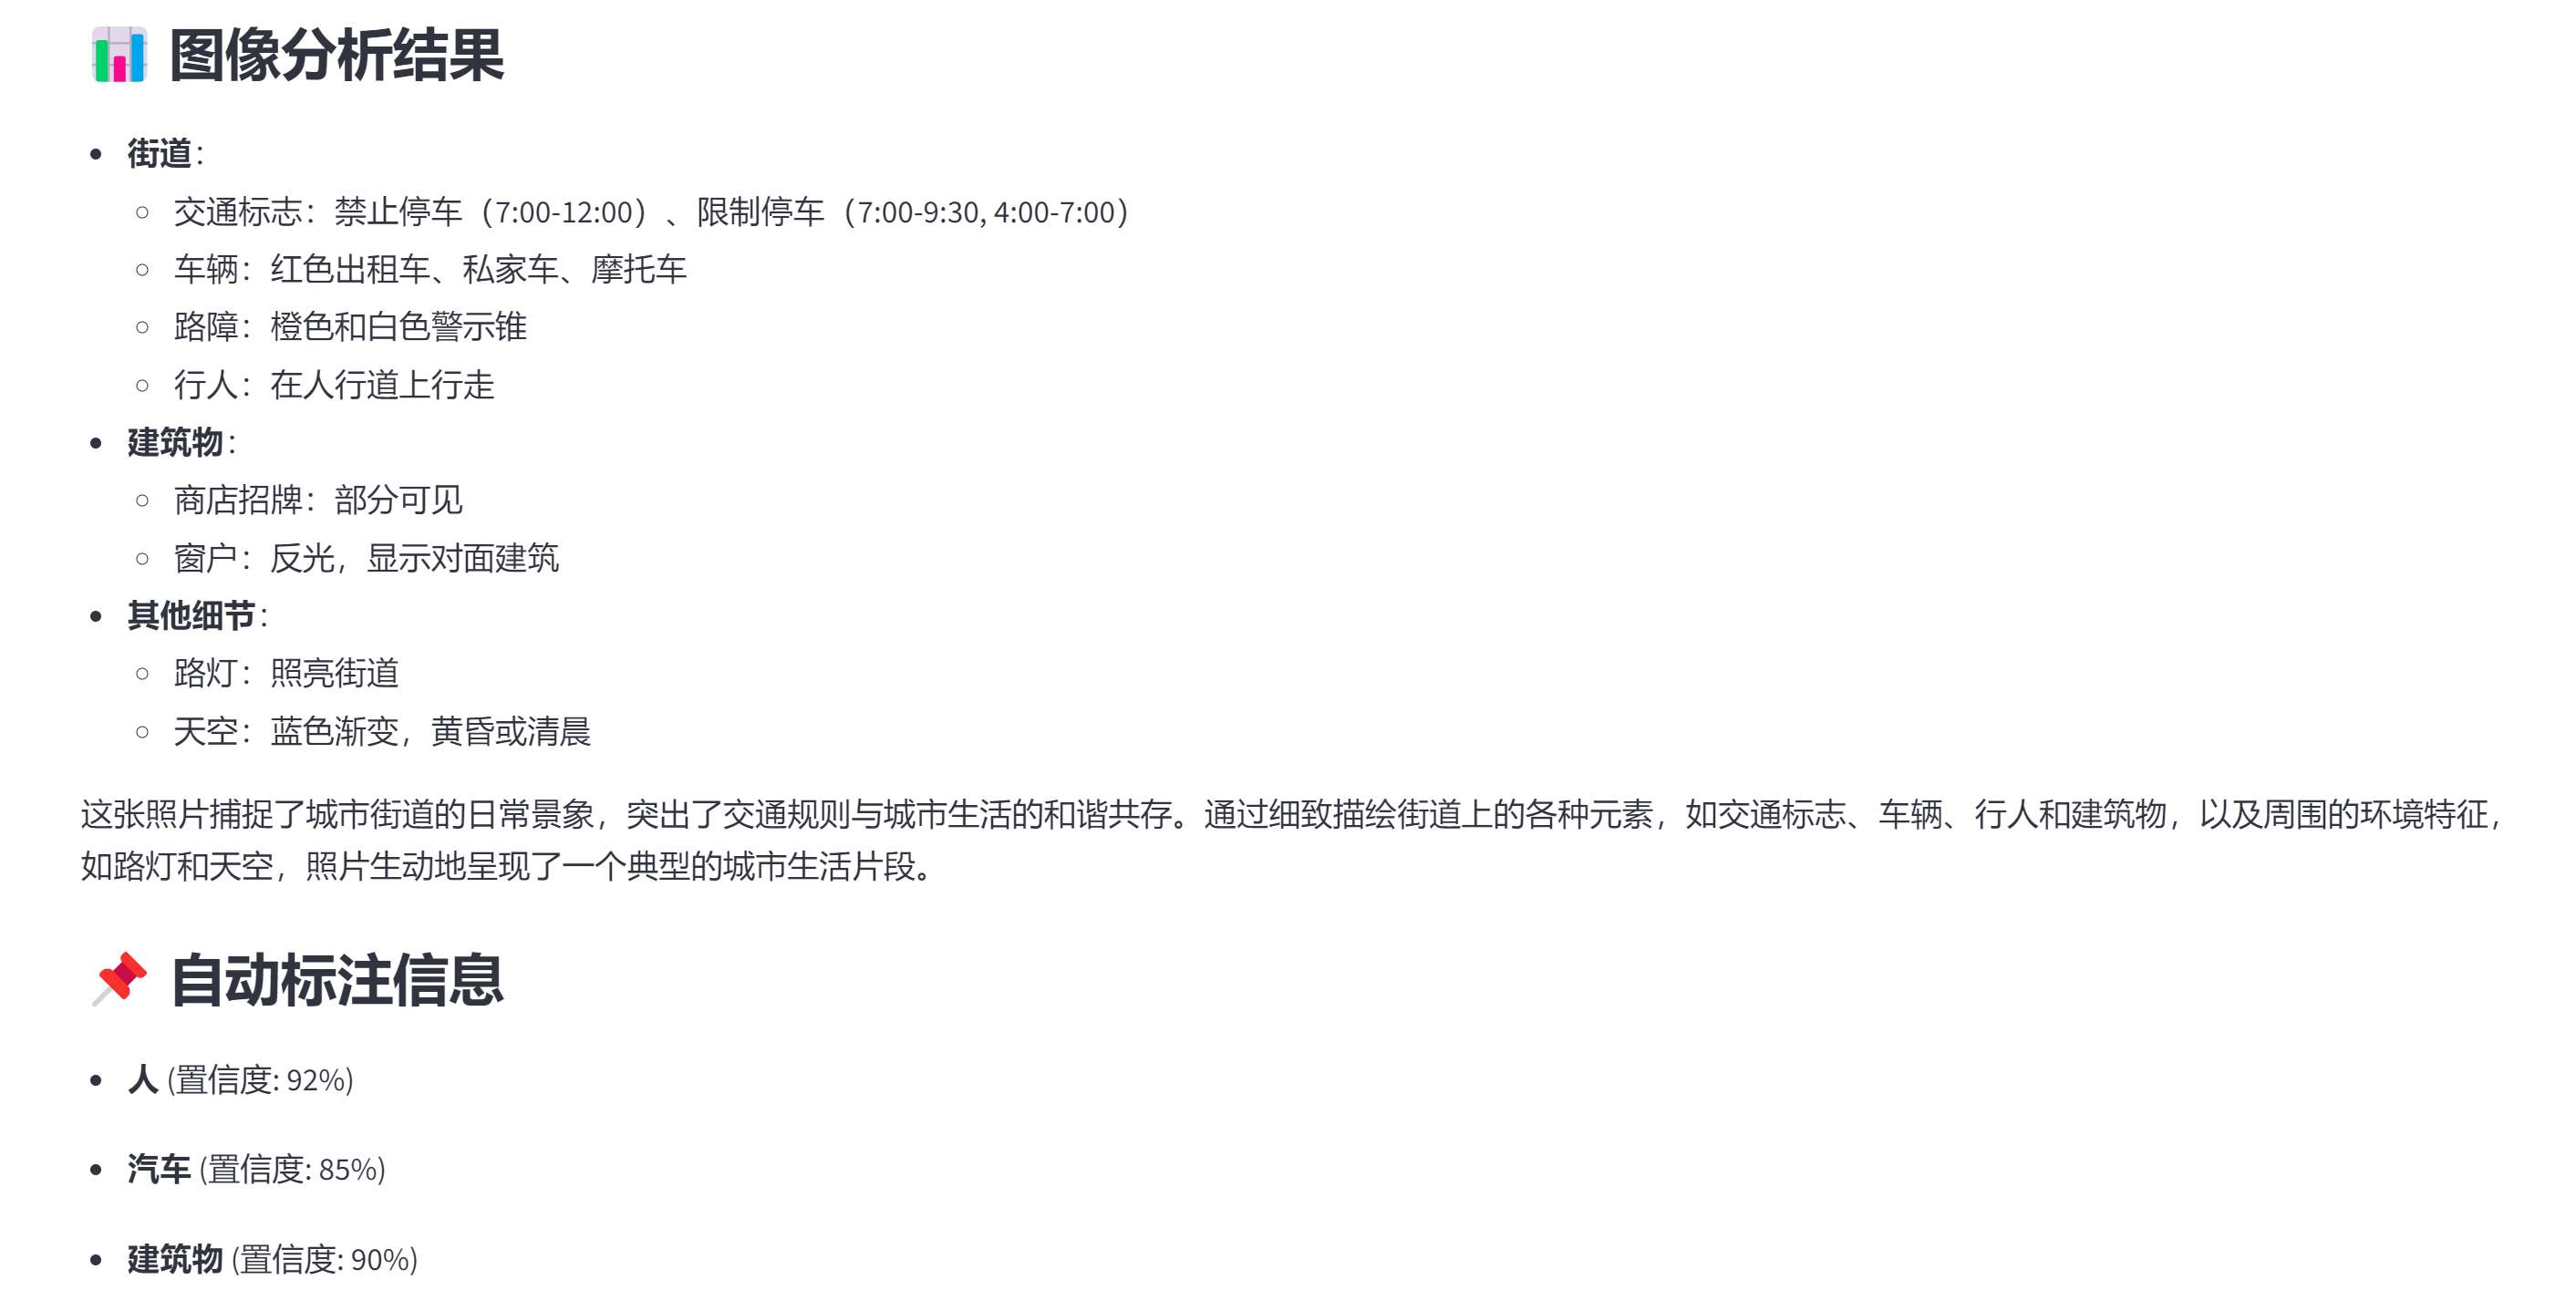 图像分析结果
街道：
交通标志：禁止停车（7:00-12:00）、限制停车（7:00-9:30, 4:00-7:00）
车辆：红色出租车、私家车、摩托车
路障：橙色和白色警示锥
行人：在人行道上行走
建筑物：
商店招牌：部分可见
窗户：反光，显示对面建筑
其他细节：
路灯：照亮街道
天空：蓝色渐变，黄昏或清晨
这张照片捕捉了城市街道的日常景象，突出了交通规则与城市生活的和谐共存。通过细致描绘街道上的各种元素，如交通标志、车辆、行人和建筑物，以及周围的环境特征，
如路灯和天空，照片生动地呈现了一个典型的城市生活片段。
自动标注信息
人 (置信度: 92%)
汽车 (置信度: 85%)
建筑物 (置信度: 90%)